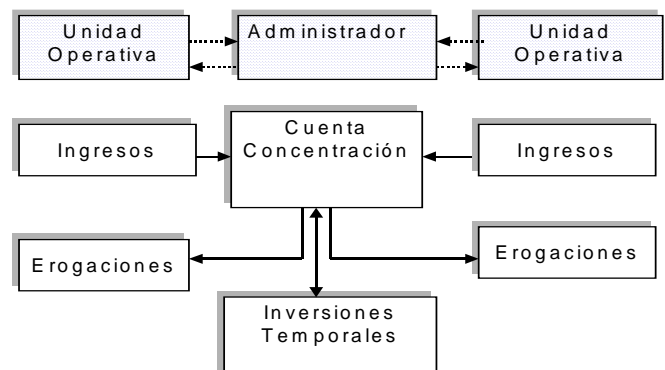 Unidad
Operativa
Administrador
Unidad
Operativa
Cuenta
Concentración
Ingresos
Ingresos
Erogaciones
Erogaciones
Inversiones
Temporales